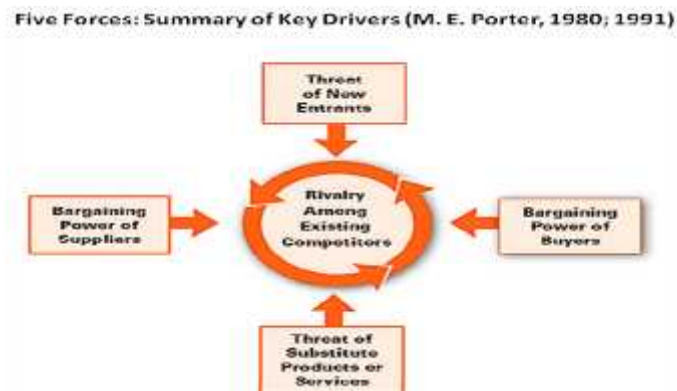 Five Forces: Summary of Key Drivers (M. E. Porter, 1980; 1991)
Threat
of New
Entrants
Bargaining
Power of
Suppliers
Rivalry
Among
Existing
Competitors
Bargaining
Power of
Buyers
Threat of
Substitute
Products or
Services